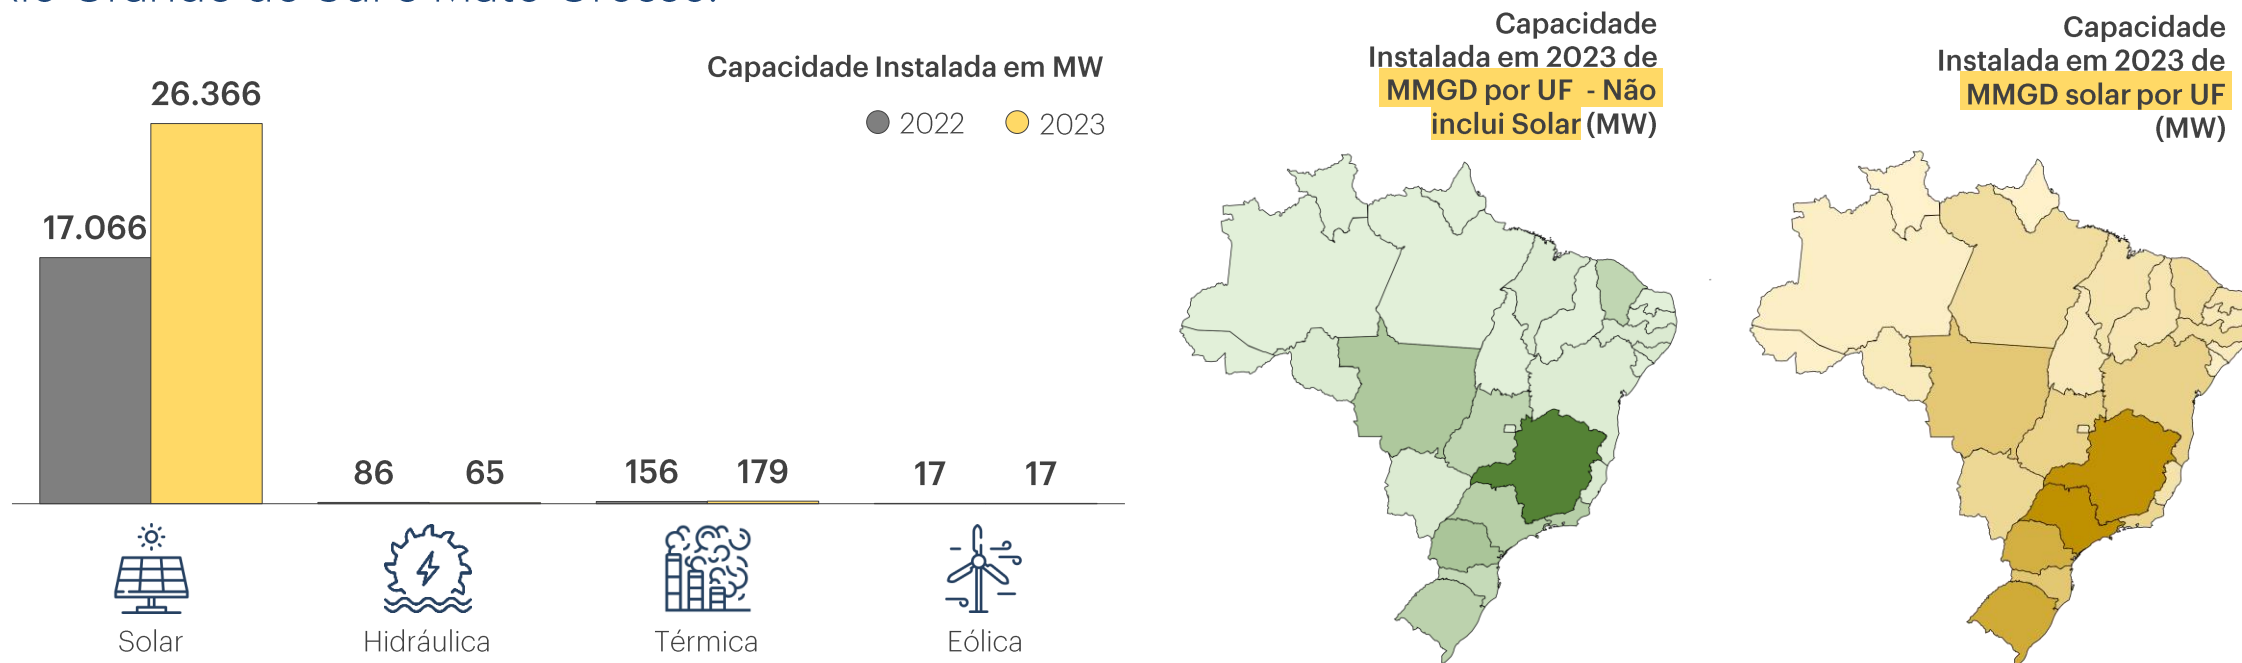 Capacidade Instalada em MW
2022
2023
26.366
17.066
86
65
156
179
17
17
Solar
Hidráulica
Térmica
Eólica
Capacidade
Instalada em 2023 de
MMGD por UF - Não
inclui Solar (MW)
Capacidade
Instalada em 2023 de
MMGD solar por UF
(MW)